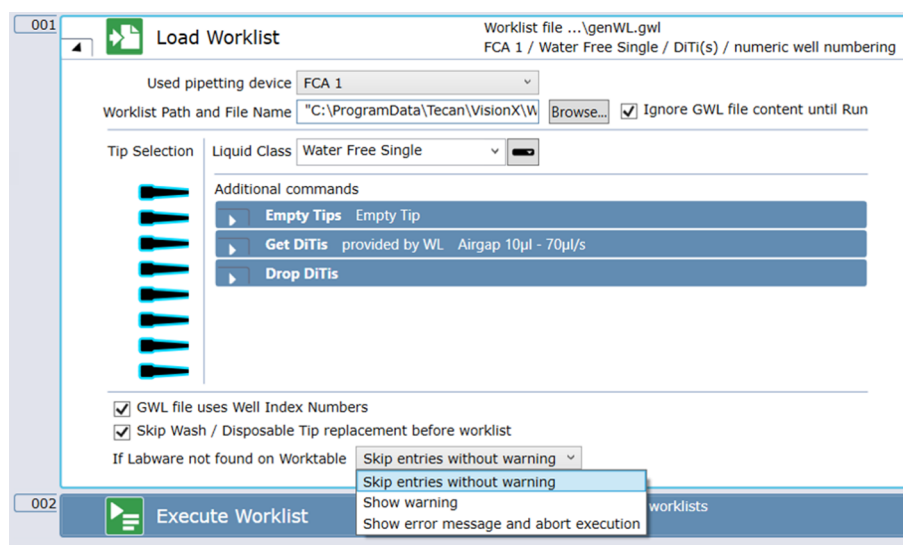 001
Load Worklist
Worklist file ...\genWL.gwl
FCA 1 / Water Free Single / DiTi(s) / numeric well numbering
Used pipetting device FCA 1
Worklist Path and File Name "C:\ProgramData\Tecan\VisionX\W Browse... Ignore GWL file content until Run
Tip Selection Liquid Class Water Free Single
Additional commands
Empty Tips Empty Tip
Get DiTis provided by WL Airgap 10µl - 70µl/s
Drop DiTis
GWL file uses Well Index Numbers
Skip Wash / Disposable Tip replacement before worklist
If Labware not found on Worktable Skip entries without warning
Skip entries without warning
002
Show warning
worklists
Execute Worklist
Show error message and abort execution